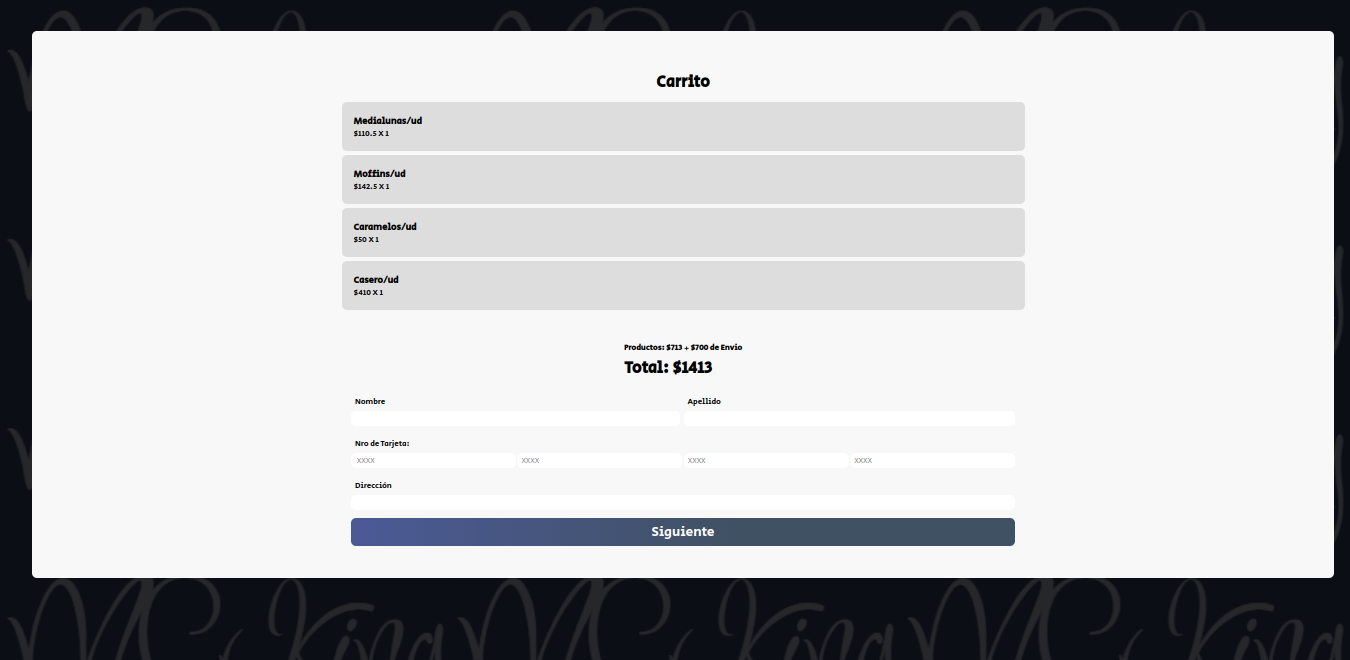 Carrito
Medialunas/ud
$110.5 X 1
Moffins/ud
$142.5 X 1
Caramelos/ud
$50 X 1
Casero/ud
$410 X 1
Productos: $713 + $700 de Envio
Total: $1413
Nombre Apellido
Nro de Tarjeta:
XXXX XXXX XXXX XXXX
Dirección
Siguiente